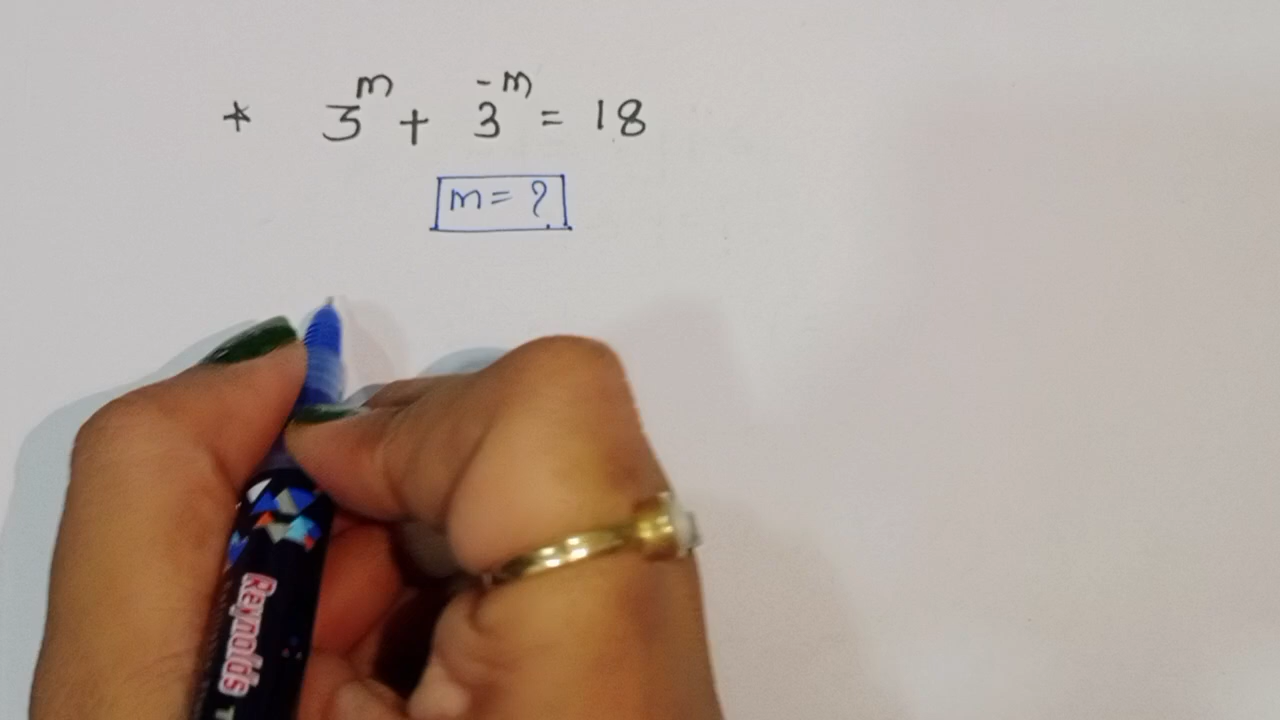 * 3^m + 3^-m = 18
m = ?
Reynolds